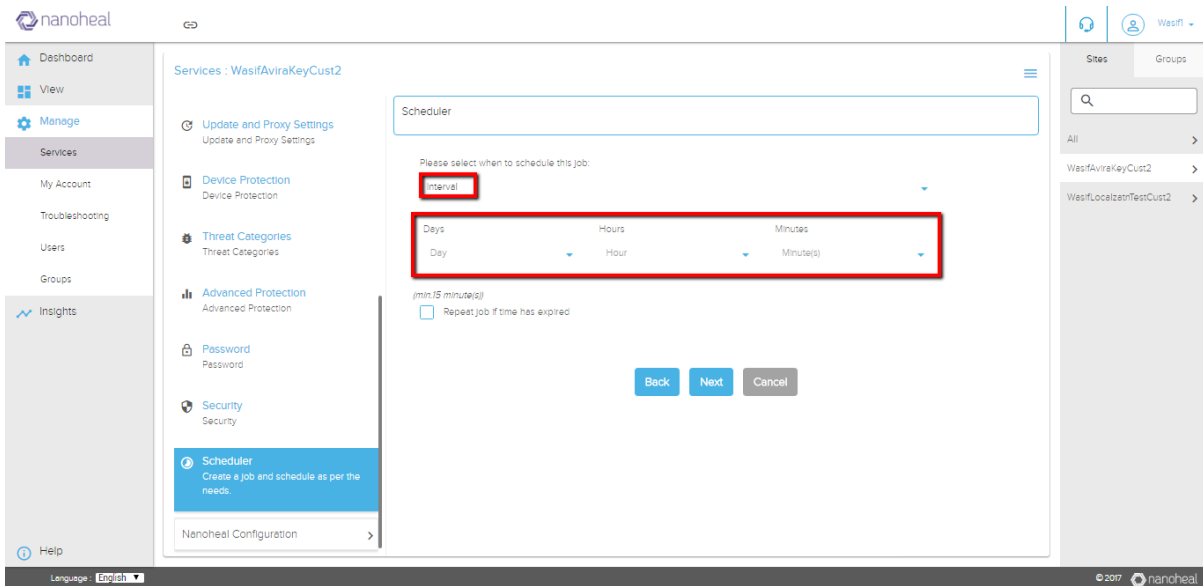 nanoheal
Wasif1
Dashboard
View
Manage
Services
My Account
Troubleshooting
Users
Groups
Insights
Help
Services : WasifAviraKeyCust2
Update and Proxy Settings
Update and Proxy Settings
Device Protection
Device Protection
Threat Categories
Threat Categories
Advanced Protection
Advanced Protection
Password
Password
Security
Security
Scheduler
Create a job and schedule as per the
needs.
Nanoheal Configuration
Scheduler
Please select when to schedule this job:
Interval
Days Hours Minutes
Day Hour Minute(s)
(min.15 minute(s))
Repeat job if time has expired
Back Next Cancel
Sites Groups
All
WasifAviraKeyCust2
WasifLocalzatnTestCust2
Language : English
© 2017 nanoheal